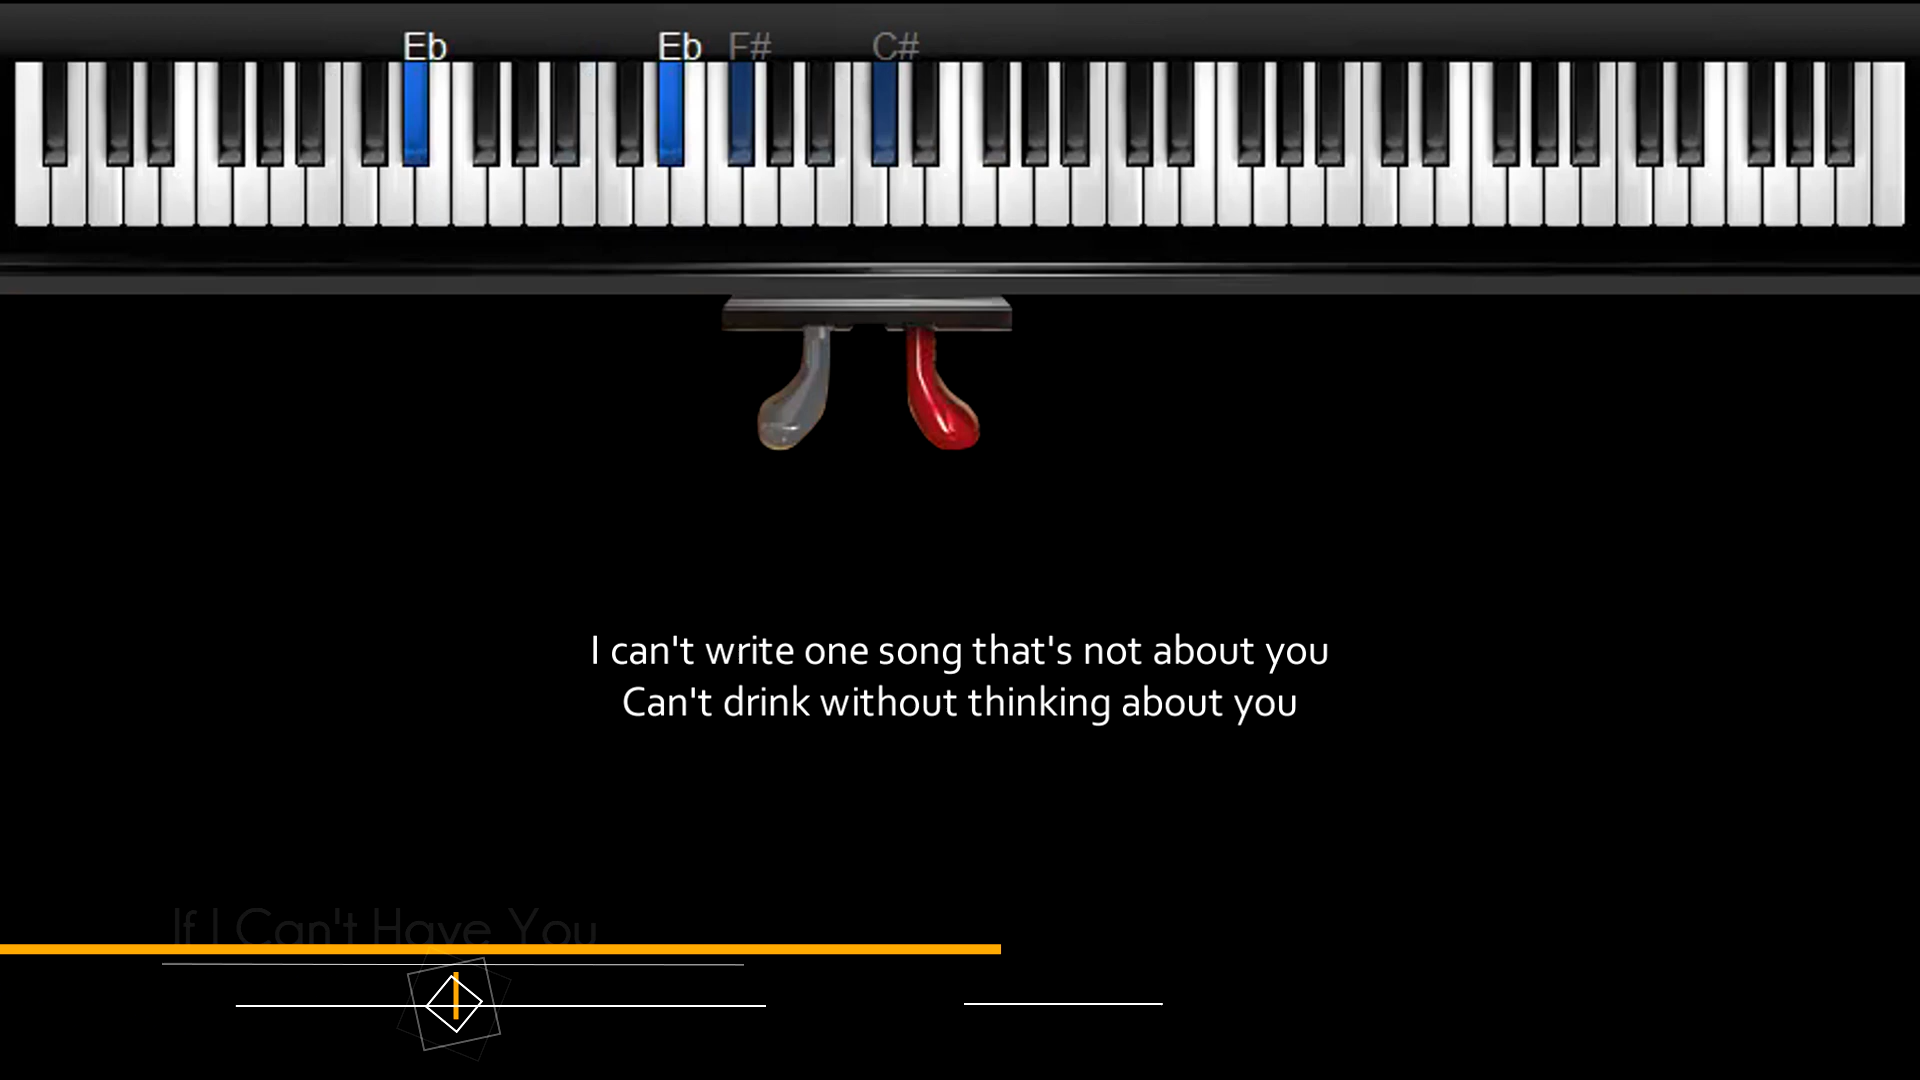 Eb Eb F# C#
I can't write one song that's not about you
Can't drink without thinking about you
If I Can't Have You